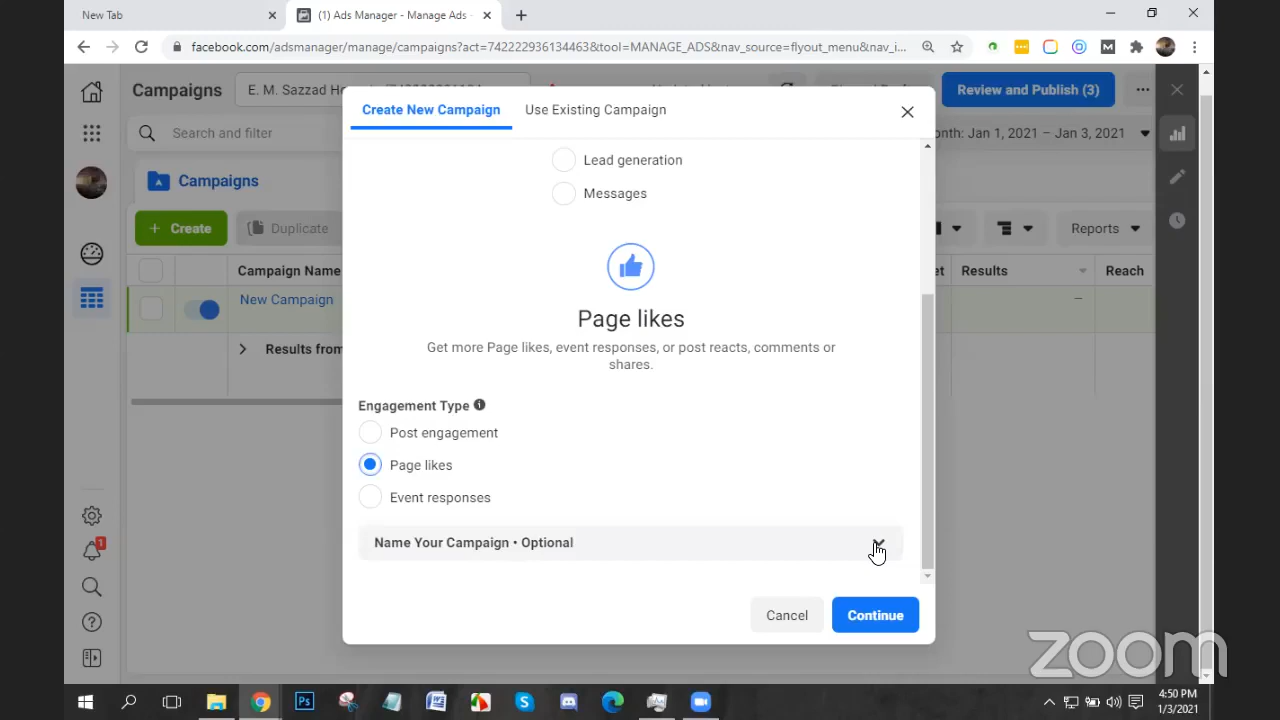 New Tab
(1) Ads Manager - Manage Ads
facebook.com/adsmanager/manage/campaigns?act=742222936134463&tool=MANAGE_ADS&nav_source=flyout_menu&nav_i...
Campaigns
E. M. Sazzad
Review and Publish (3)
Search and filter
Jan 1, 2021 – Jan 3, 2021
Campaigns
+ Create
Duplicate
Reports
Campaign Name
Results
Reach
New Campaign
–
Results from
Create New Campaign
Use Existing Campaign
Lead generation
Messages
Page likes
Get more Page likes, event responses, or post reacts, comments or
shares.
Engagement Type
Post engagement
Page likes
Event responses
Name Your Campaign • Optional
Cancel
Continue
1
zoom
Ps
4:50 PM
1/3/2021